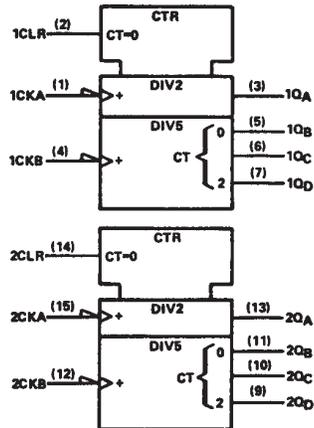 CTR
1CLR (2) CT=0
DIV2
1CKA (1) + (3) 1QA
DIV5
1CKB (4) + CT 0 (5) 1QB
(6) 1QC
2 (7) 1QD
CTR
2CLR (14) CT=0
DIV2
2CKA (15) + (13) 2QA
DIV5
2CKB (12) + CT 0 (11) 2QB
(10) 2QC
2 (9) 2QD